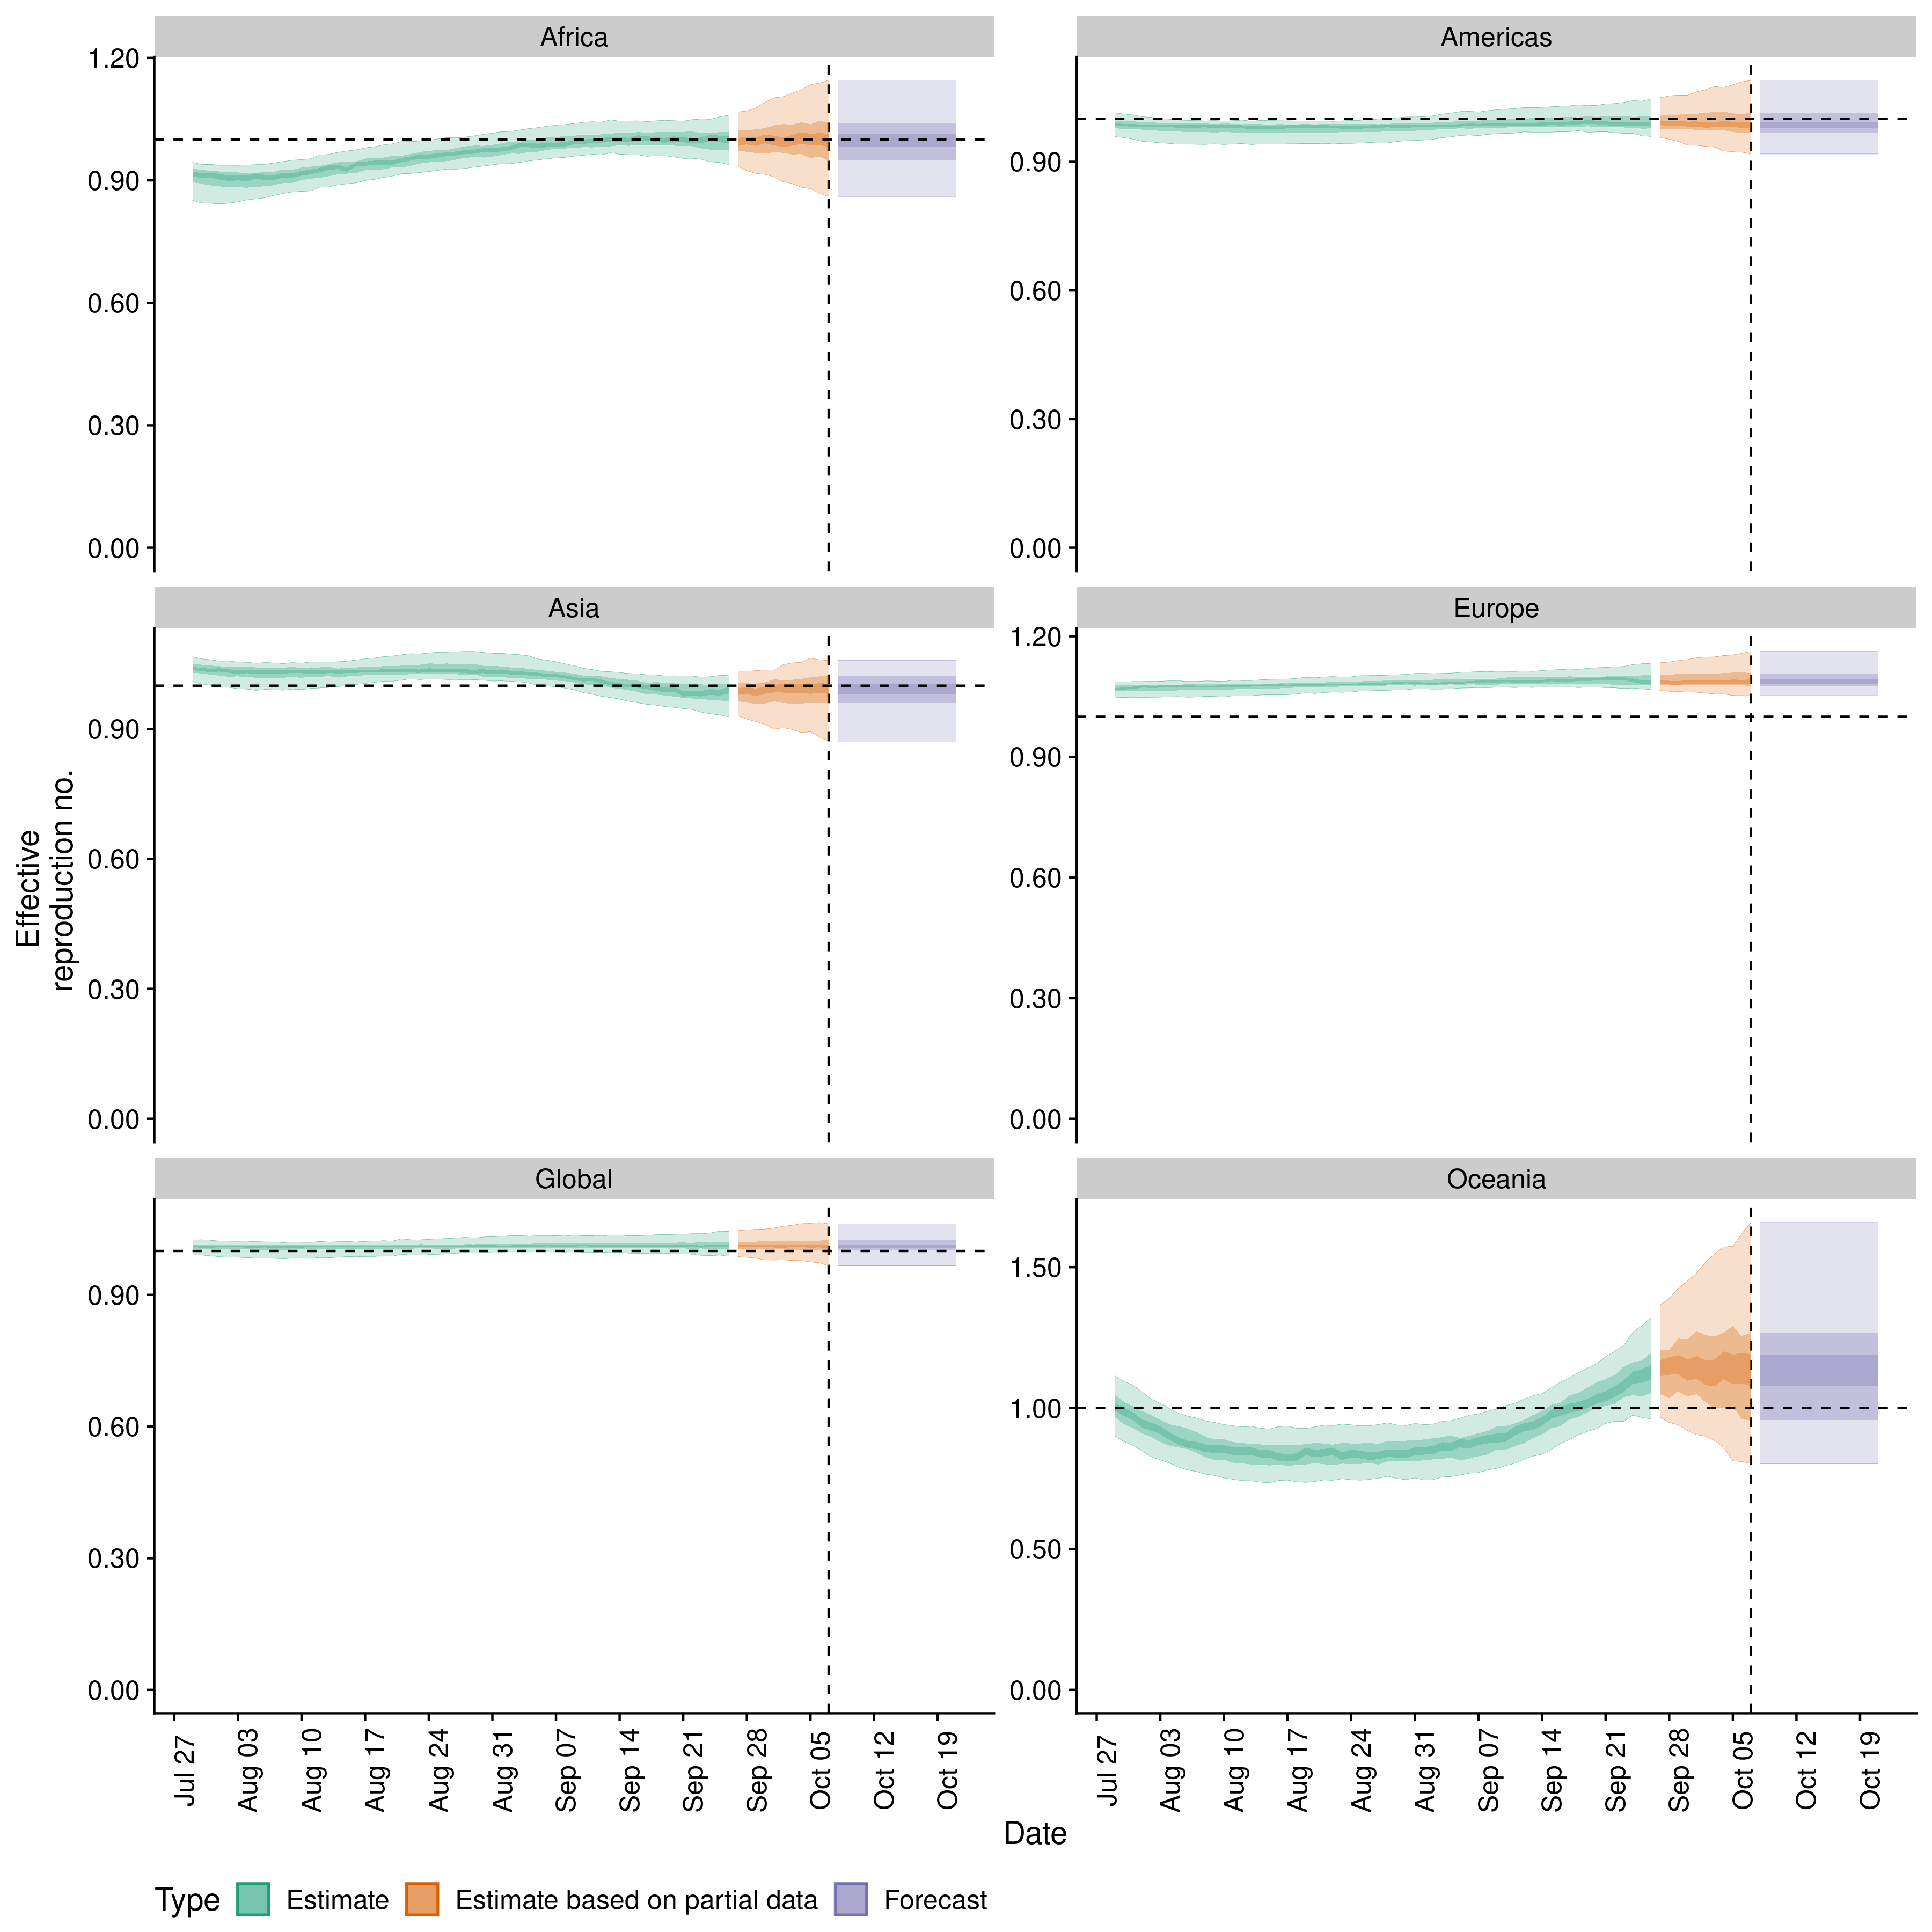 Africa
Americas
1.20
0.90
0.60
0.30
0.00
0.90
0.60
0.30
0.00
Asia
Europe
0.90
0.60
0.30
0.00
1.20
0.90
0.60
0.30
0.00
Effective
reproduction no.
Global
Oceania
0.90
0.60
0.30
0.00
1.50
1.00
0.50
0.00
Jul 27
Aug 03
Aug 10
Aug 17
Aug 24
Aug 31
Sep 07
Sep 14
Sep 21
Sep 28
Oct 05
Oct 12
Oct 19
Jul 27
Aug 03
Aug 10
Aug 17
Aug 24
Aug 31
Sep 07
Sep 14
Sep 21
Sep 28
Oct 05
Oct 12
Oct 19
Date
Type Estimate Estimate based on partial data Forecast